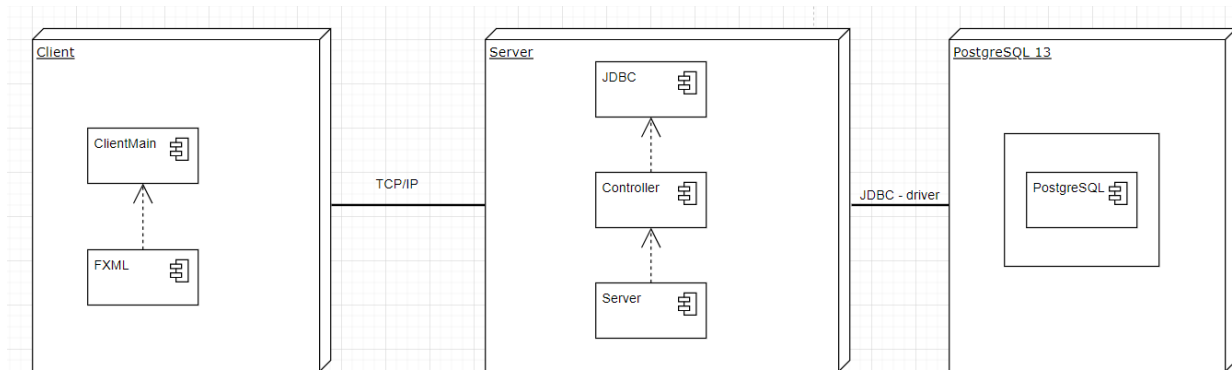 Client
ClientMain
FXML
TCP/IP
Server
JDBC
Controller
Server
JDBC - driver
PostgreSQL 13
PostgreSQL